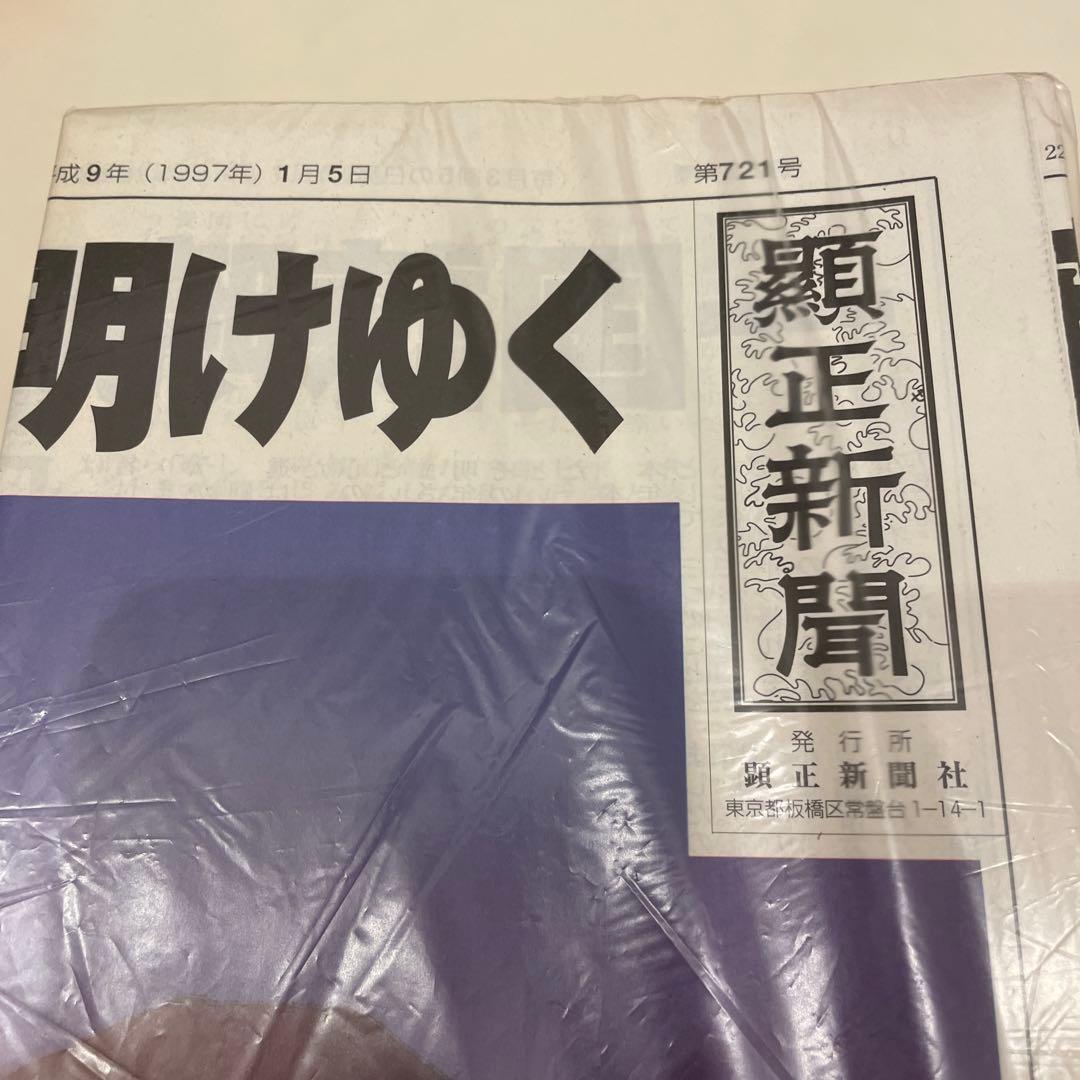 成9年（1997年）1月5日
第721号
明けゆく
顯正新聞
発行所
顕正新聞社
東京都板橋区常盤台1-14-1
22